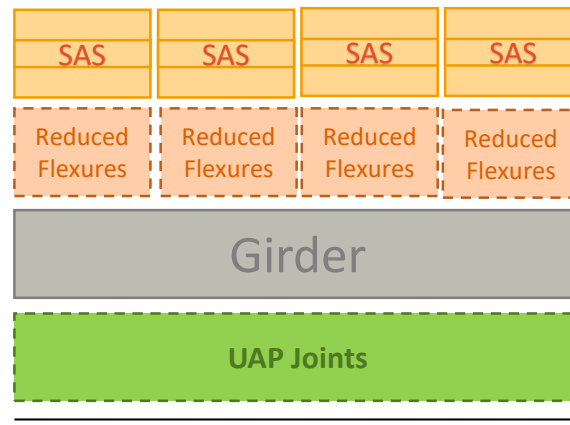 SAS SAS SAS SAS
Reduced Reduced Reduced Reduced
Flexures Flexures Flexures Flexures
Girder
UAP Joints